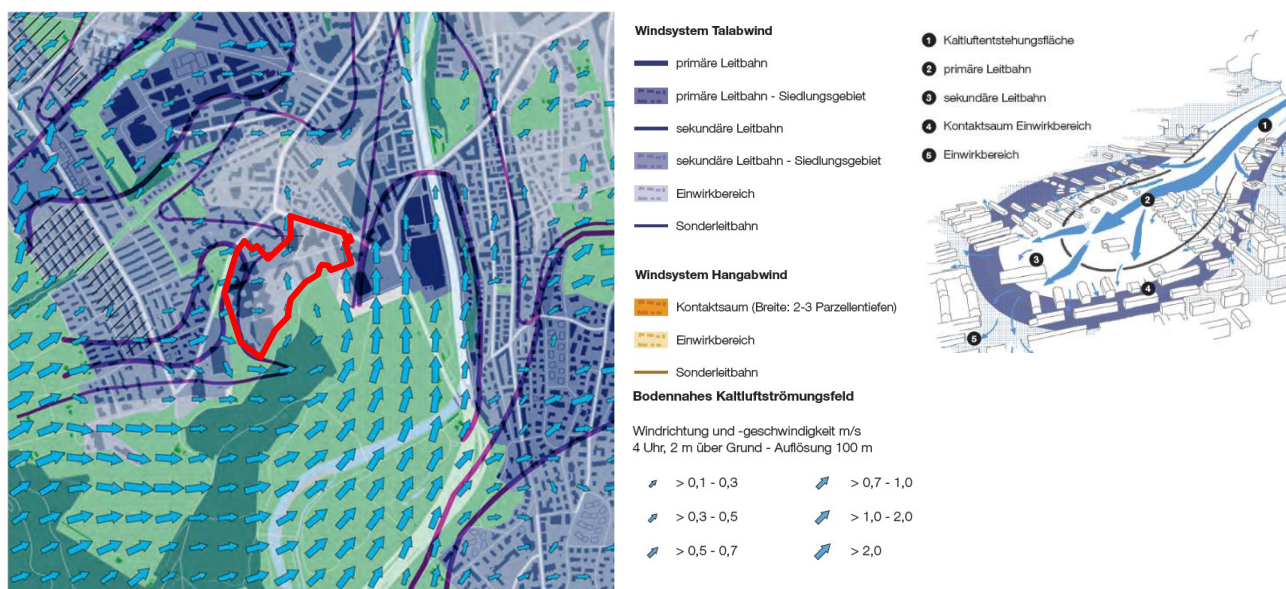 Windsystem Talabwind
primäre Leitbahn
primäre Leitbahn - Siedlungsgebiet
sekundäre Leitbahn
sekundäre Leitbahn - Siedlungsgebiet
Einwirkbereich
Sonderleitbahn
Windsystem Hangabwind
Kontaktsaum (Breite: 2-3 Parzellentiefen)
Einwirkbereich
Sonderleitbahn
Bodennahes Kaltluftströmungsfeld
Windrichtung und -geschwindigkeit m/s
4 Uhr, 2 m über Grund - Auflösung 100 m
> 0,1 - 0,3
> 0,7 - 1,0
> 0,3 - 0,5
> 1,0 - 2,0
> 0,5 - 0,7
> 2,0
1 Kaltluftentstehungsfläche
2 primäre Leitbahn
3 sekundäre Leitbahn
4 Kontaktsaum Einwirkbereich
5 Einwirkbereich
1
2
3
4
5